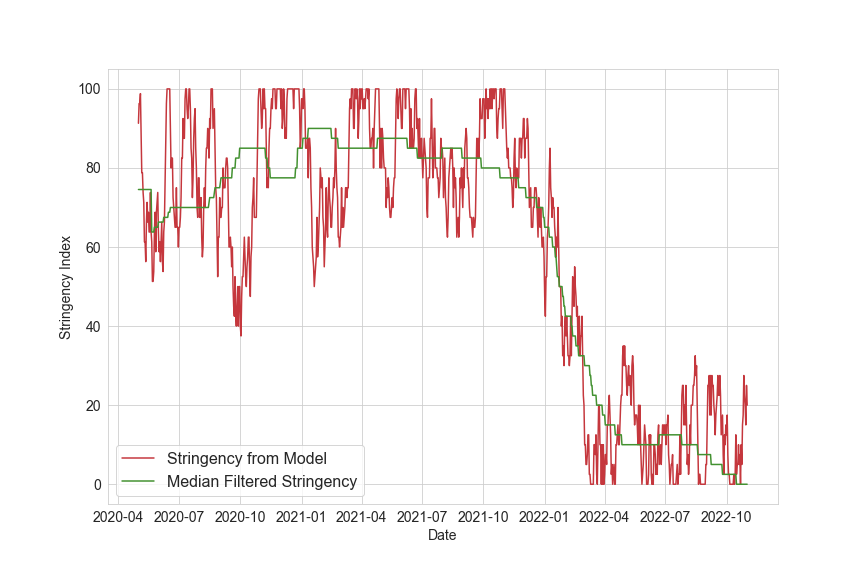 100
80
60
40
20
0
Stringency Index
Stringency from Model
Median Filtered Stringency
2020-04 2020-07 2020-10 2021-01 2021-04 2021-07 2021-10 2022-01 2022-04 2022-07 2022-10
Date